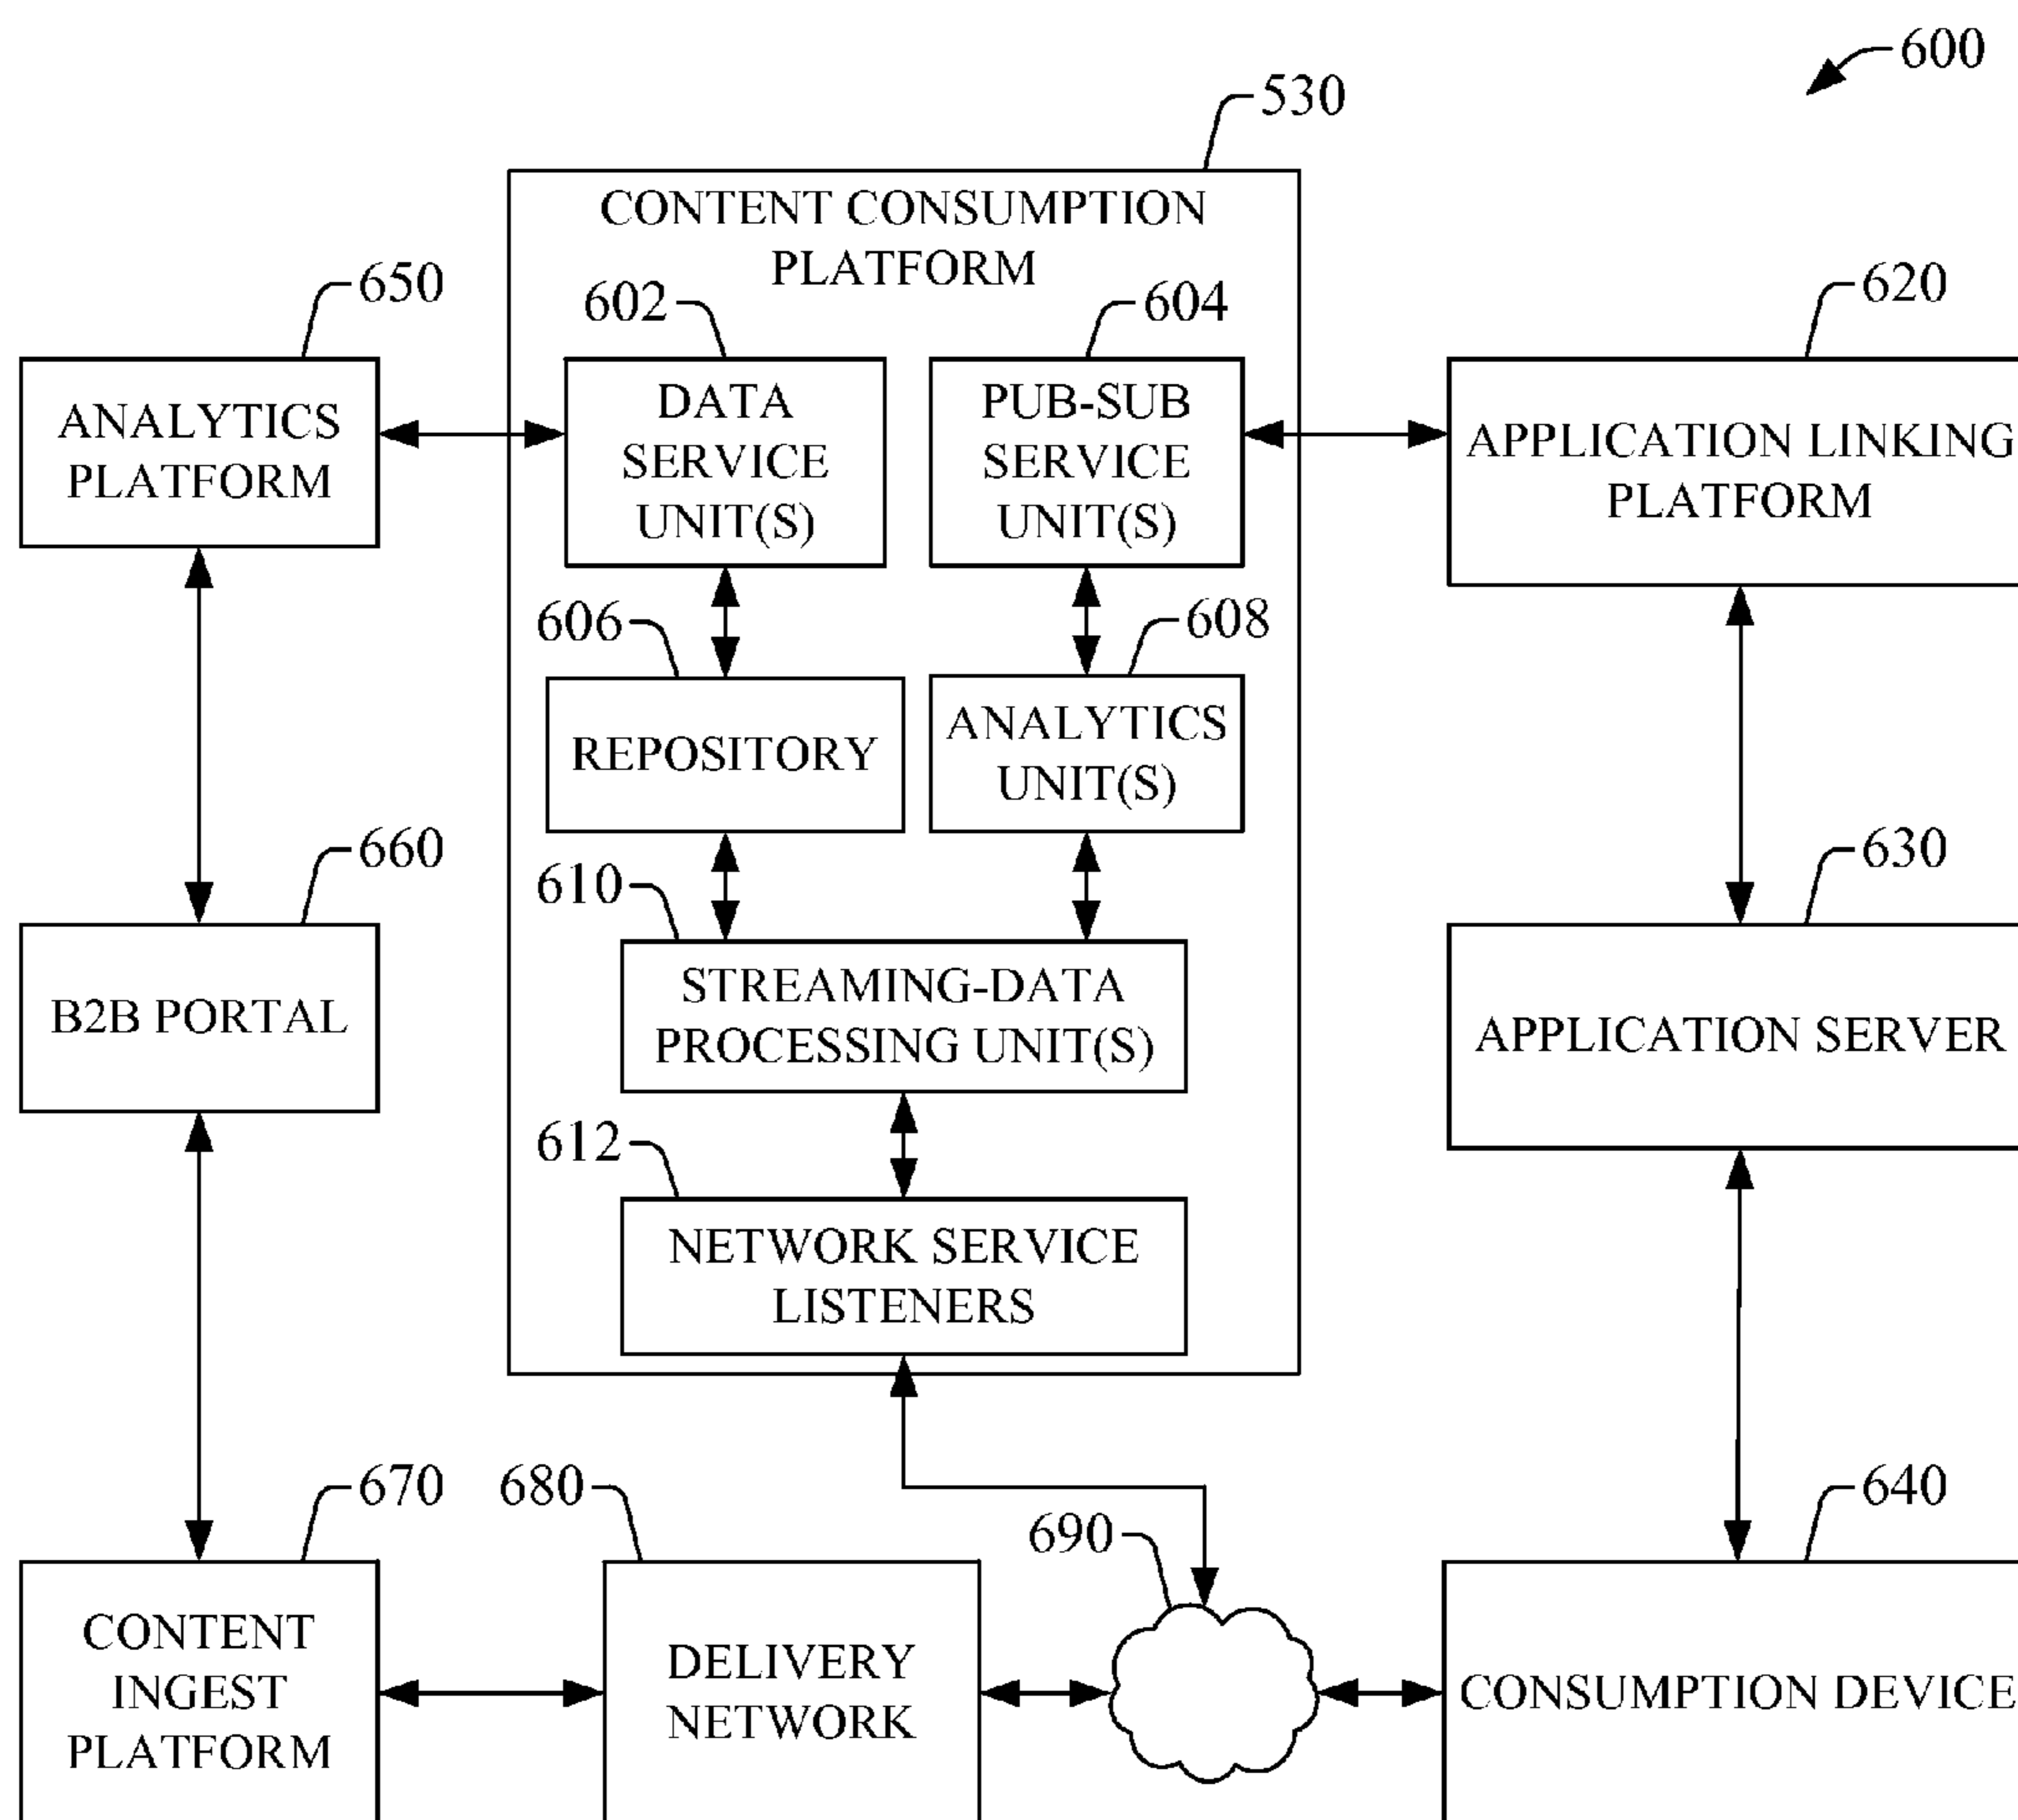 600
530
CONTENT CONSUMPTION
PLATFORM
650
602
604
620
ANALYTICS
PLATFORM
DATA
SERVICE
UNIT(S)
PUB-SUB
SERVICE
UNIT(S)
APPLICATION LINKING
PLATFORM
606
608
REPOSITORY
ANALYTICS
UNIT(S)
660
610
630
B2B PORTAL
STREAMING-DATA
PROCESSING UNIT(S)
APPLICATION SERVER
612
NETWORK SERVICE
LISTENERS
670
680
690
640
CONTENT
INGEST
PLATFORM
DELIVERY
NETWORK
CONSUMPTION DEVICE